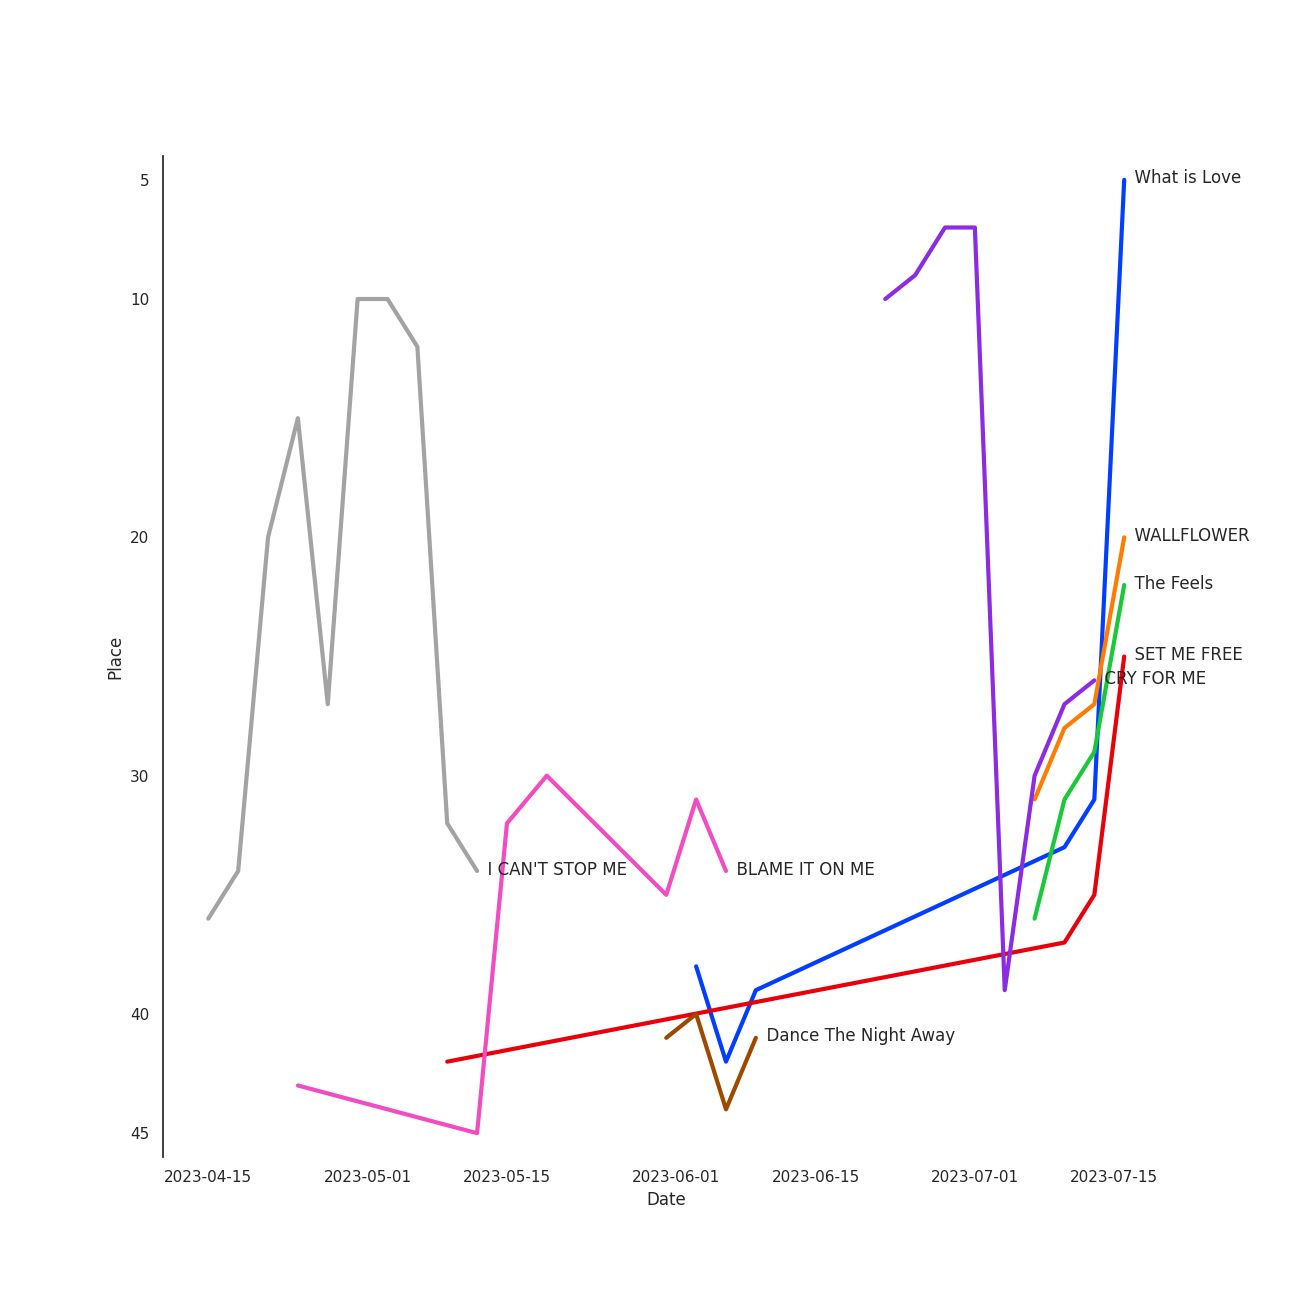 5
What is Love
10
20
WALLFLOWER
The Feels
Place
SET ME FREE
CRY FOR ME
30
I CAN'T STOP ME
BLAME IT ON ME
40
Dance The Night Away
45
2023-04-15
2023-05-01
2023-05-15
2023-06-01
2023-06-15
2023-07-01
2023-07-15
Date